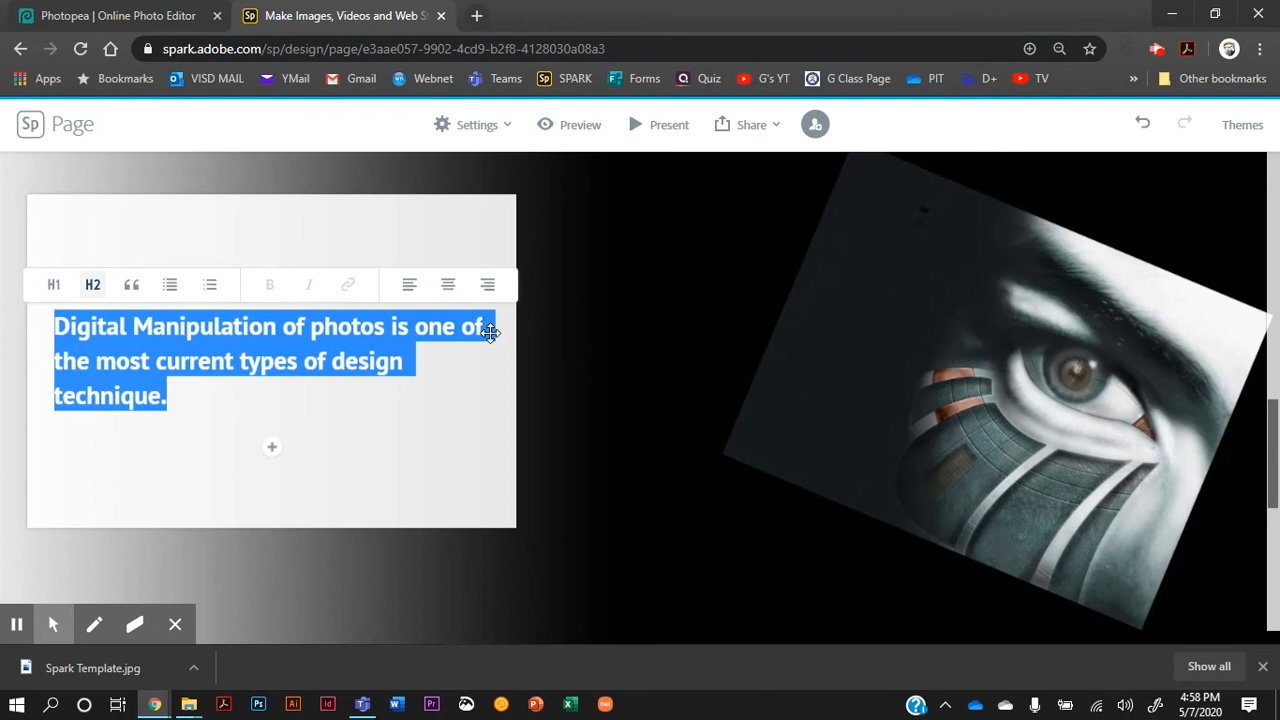 Photopea | Online Photo Editor
Make Images, Videos and Web S
spark.adobe.com/sp/design/page/e3aae057-9902-4cd9-b2f8-4128030a08a3
Apps Bookmarks VISD MAIL YMail Gmail Webnet Teams SPARK Forms Quiz G's YT G Class Page PIT D+ TV » Other bookmarks
Sp Page Settings Preview Present Share Themes
H1 H2 B I
Digital Manipulation of photos is one of
the most current types of design
technique.
Spark Template.jpg
Show all
4:58 PM
5/7/2020